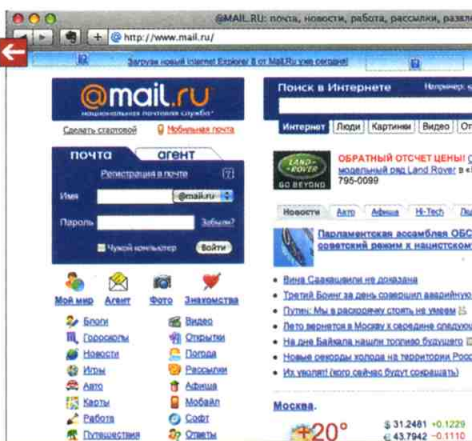 @MAIL.RU: почта, новости, работа, рассылки, развл
http://www.mail.ru/
Загрузи новый Internet Explorer 8 от Mail.Ru уже сегодня!
@mail.ru
национальная почтовая служба
Сделать стартовой Мобильная почта
почта агент
Регистрация в почте [?]
Имя @mail.ru
Пароль Забыли?
Чужой компьютер Войти
Мой мир Агент Фото Знакомства
Блоги Видео
Гороскопы Открытки
Новости Погода
Игры Рассылки
Авто Афиша
Карты Мобайл
Работа Софт
Путешествия Ответы
Поиск в Интернете Например:
Интернет Люди Картинки Видео От
LAND-ROVER
GO BEYOND
ОБРАТНЫЙ ОТСЧЕТ ЦЕНЫ!
модельный ряд Land Rover в
795-0099
Новости Авто Афиша Hi-Tech
Парламентская ассамблея ОБС
советский режим к нацистском
Вина Саакашвили не доказана
Третий Боинг за день совершил аварийную
Путин: Мы в раскорячку стоять не умеем
Лето вернется в Москву к середине следую
На дне Байкала нашли топливо будущего
Новые рекорды холода на территории Росс
Их уволят! (кого сейчас будут сокращать)
Москва.
+20° $ 31.2481 +0.1229
€ 43.7942 -0.1110